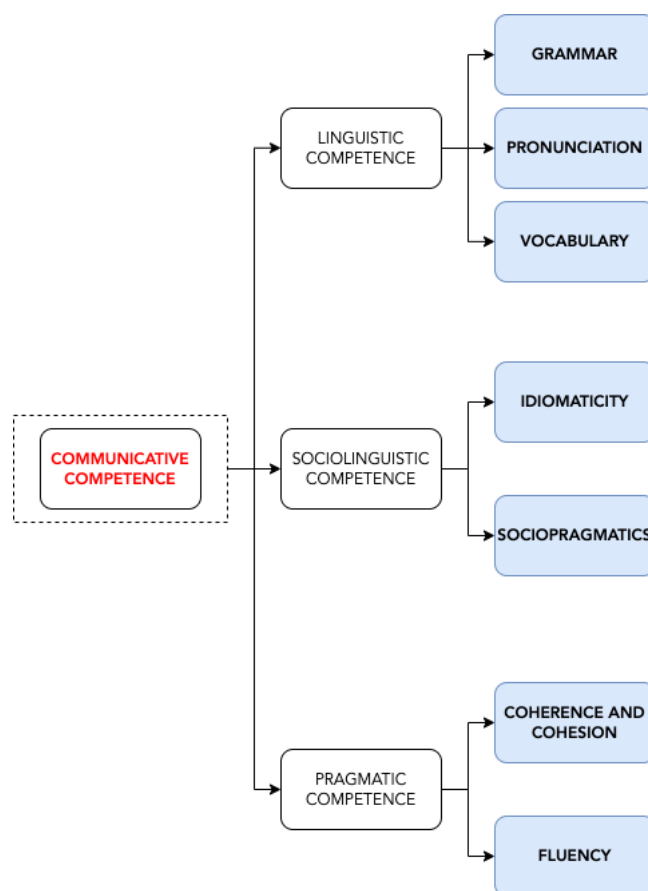 GRAMMAR
LINGUISTIC
COMPETENCE
PRONUNCIATION
VOCABULARY
IDIOMATICITY
COMMUNICATIVE
COMPETENCE
SOCIOLINGUISTIC
COMPETENCE
SOCIOPRAGMATICS
COHERENCE AND
COHESION
PRAGMATIC
COMPETENCE
FLUENCY